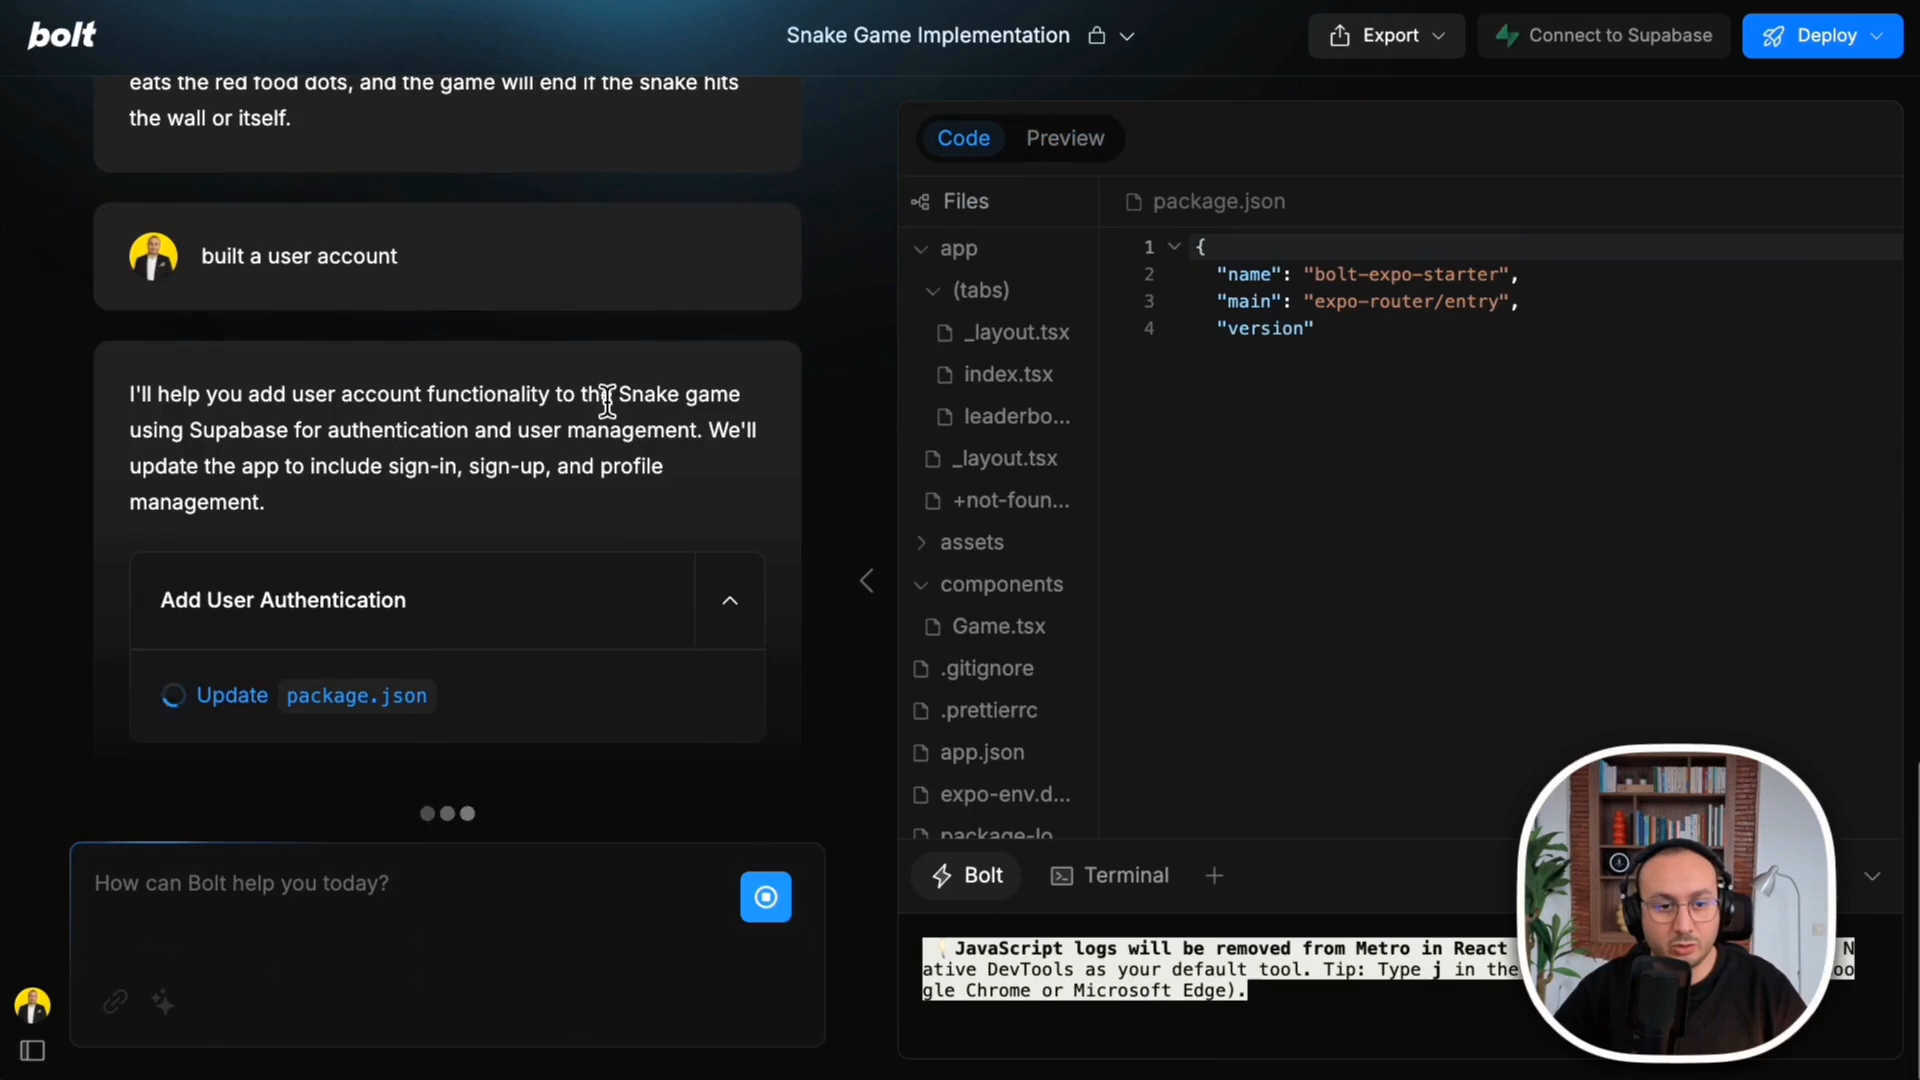 bolt
Snake Game Implementation
Export
Connect to Supabase
Deploy
eats the red food dots, and the game will end if the snake hits
the wall or itself.
built a user account
I'll help you add user account functionality to the Snake game
using Supabase for authentication and user management. We'll
update the app to include sign-in, sign-up, and profile
management.
Add User Authentication
Update package.json
How can Bolt help you today?
Code
Preview
Files
app
(tabs)
_layout.tsx
index.tsx
leaderbo...
_layout.tsx
+not-foun...
assets
components
Game.tsx
.gitignore
.prettierrc
app.json
expo-env.d...
package-lo
package.json
1 {
2 "name": "bolt-expo-starter",
3 "main": "expo-router/entry",
4 "version"
Bolt
Terminal
JavaScript logs will be removed from Metro in React N
ative DevTools as your default tool. Tip: Type j in the oo
gle Chrome or Microsoft Edge).